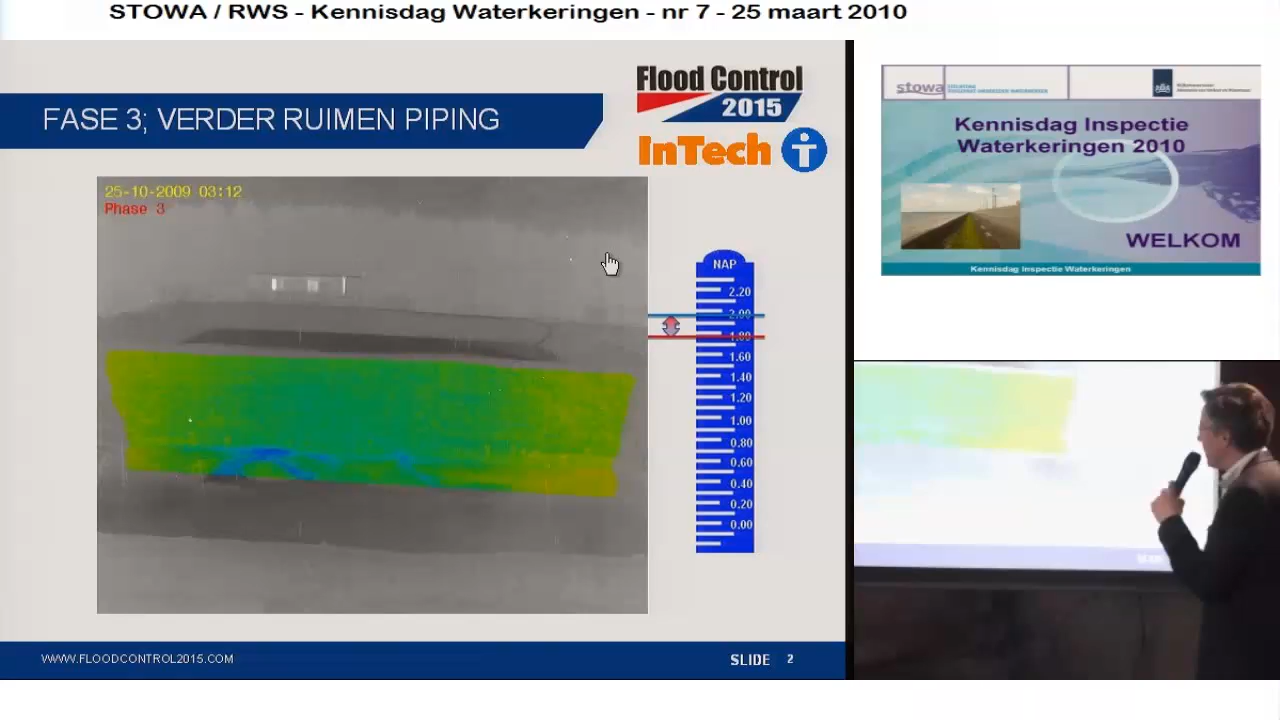 STOWA / RWS - Kennisdag Waterkeringen - nr 7 - 25 maart 2010
FASE 3; VERDER RUIMEN PIPING
Flood Control
2015
InTech
25-10-2009 03:12
Phase 3
NAP
2.20
2.00
1.80
1.60
1.40
1.20
1.00
0.80
0.60
0.40
0.20
0.00
WWW.FLOODCONTROL2015.COM
SLIDE 2
stowa
Kennisdag Inspectie
Waterkeringen 2010
WELKOM
Kennisdag Inspectie Waterkeringen